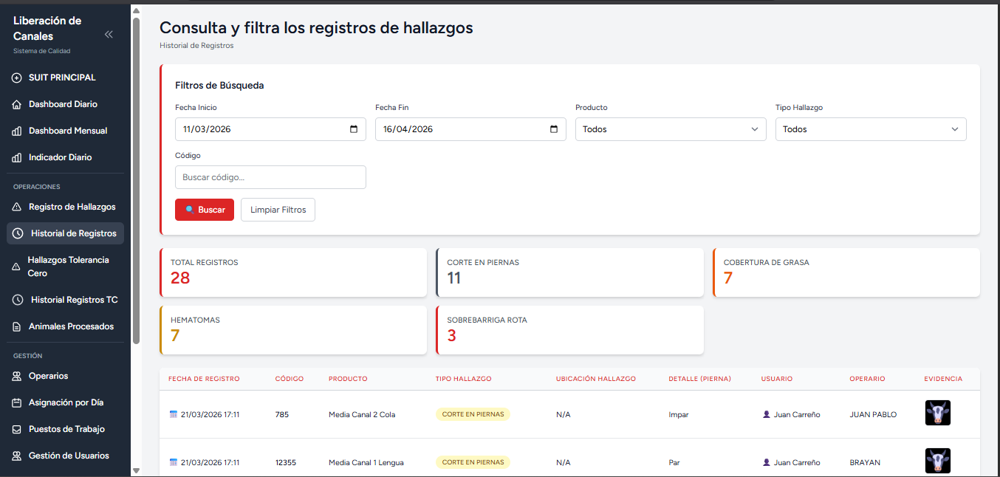 Liberación de
Canales
Sistema de Calidad
SUIT PRINCIPAL
Dashboard Diario
Dashboard Mensual
Indicador Diario
OPERACIONES
Registro de Hallazgos
Historial de Registros
Hallazgos Tolerancia
Cero
Historial Registros TC
Animales Procesados
GESTIÓN
Operarios
Asignación por Día
Puestos de Trabajo
Gestión de Usuarios
Consulta y filtra los registros de hallazgos
Historial de Registros
Filtros de Búsqueda
Fecha Inicio Fecha Fin Producto Tipo Hallazgo
11/03/2026 16/04/2026 Todos Todos
Código
Buscar código...
Buscar Limpiar Filtros
TOTAL REGISTROS CORTE EN PIERNAS COBERTURA DE GRASA
28 11 7
HEMATOMAS SOBREBARRIGA ROTA
7 3
FECHA DE REGISTRO CÓDIGO PRODUCTO TIPO HALLAZGO UBICACIÓN HALLAZGO DETALLE (PIERNA) USUARIO OPERARIO EVIDENCIA
21/03/2026 17:11 785 Media Canal 2 Cola CORTE EN PIERNAS N/A Impar Juan Carreño JUAN PABLO
21/03/2026 17:11 12355 Media Canal 1 Lengua CORTE EN PIERNAS N/A Par Juan Carreño BRAYAN